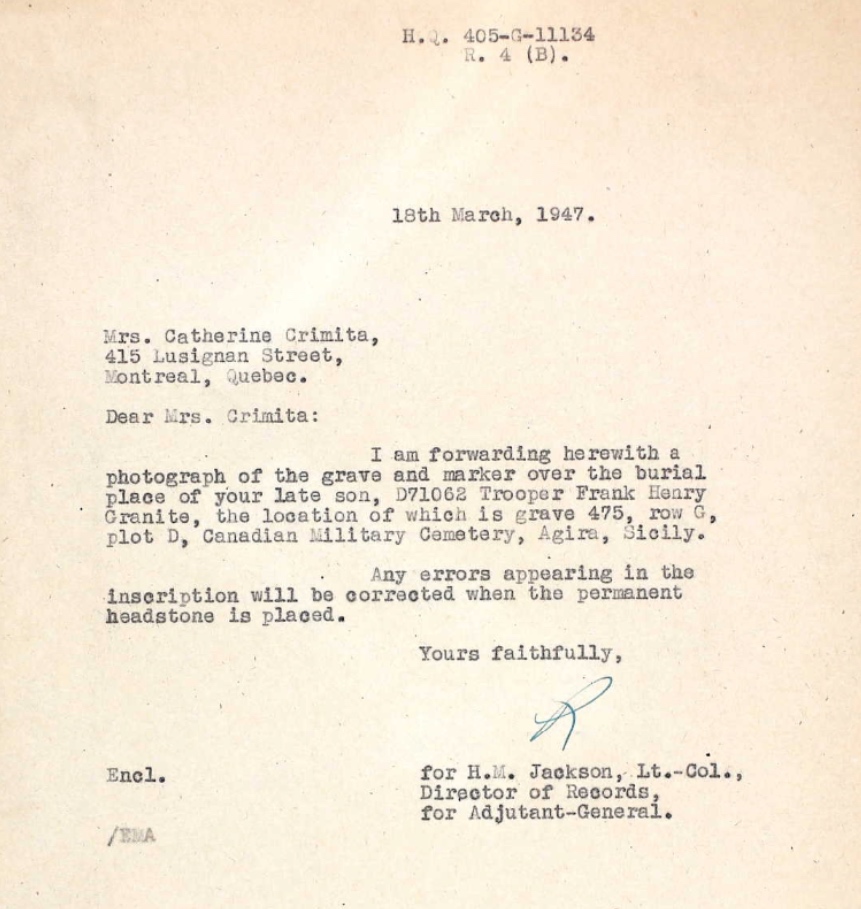 H.Q. 405-G-11134
R. 4 (B).
18th March, 1947.
Mrs. Catherine Crimita,
415 Lusignan Street,
Montreal, Quebec.
Dear Mrs. Crimita:
I am forwarding herewith a
photograph of the grave and marker over the burial
place of your late son, D71062 Trooper Frank Henry
Granite, the location of which is grave 475, row G,
plot D, Canadian Military Cemetery, Agira, Sicily.
Any errors appearing in the
inscription will be corrected when the permanent
headstone is placed.
Yours faithfully,
R
Encl.
for H.M. Jackson, Lt.-Col.,
Director of Records,
for Adjutant-General.
/EMA